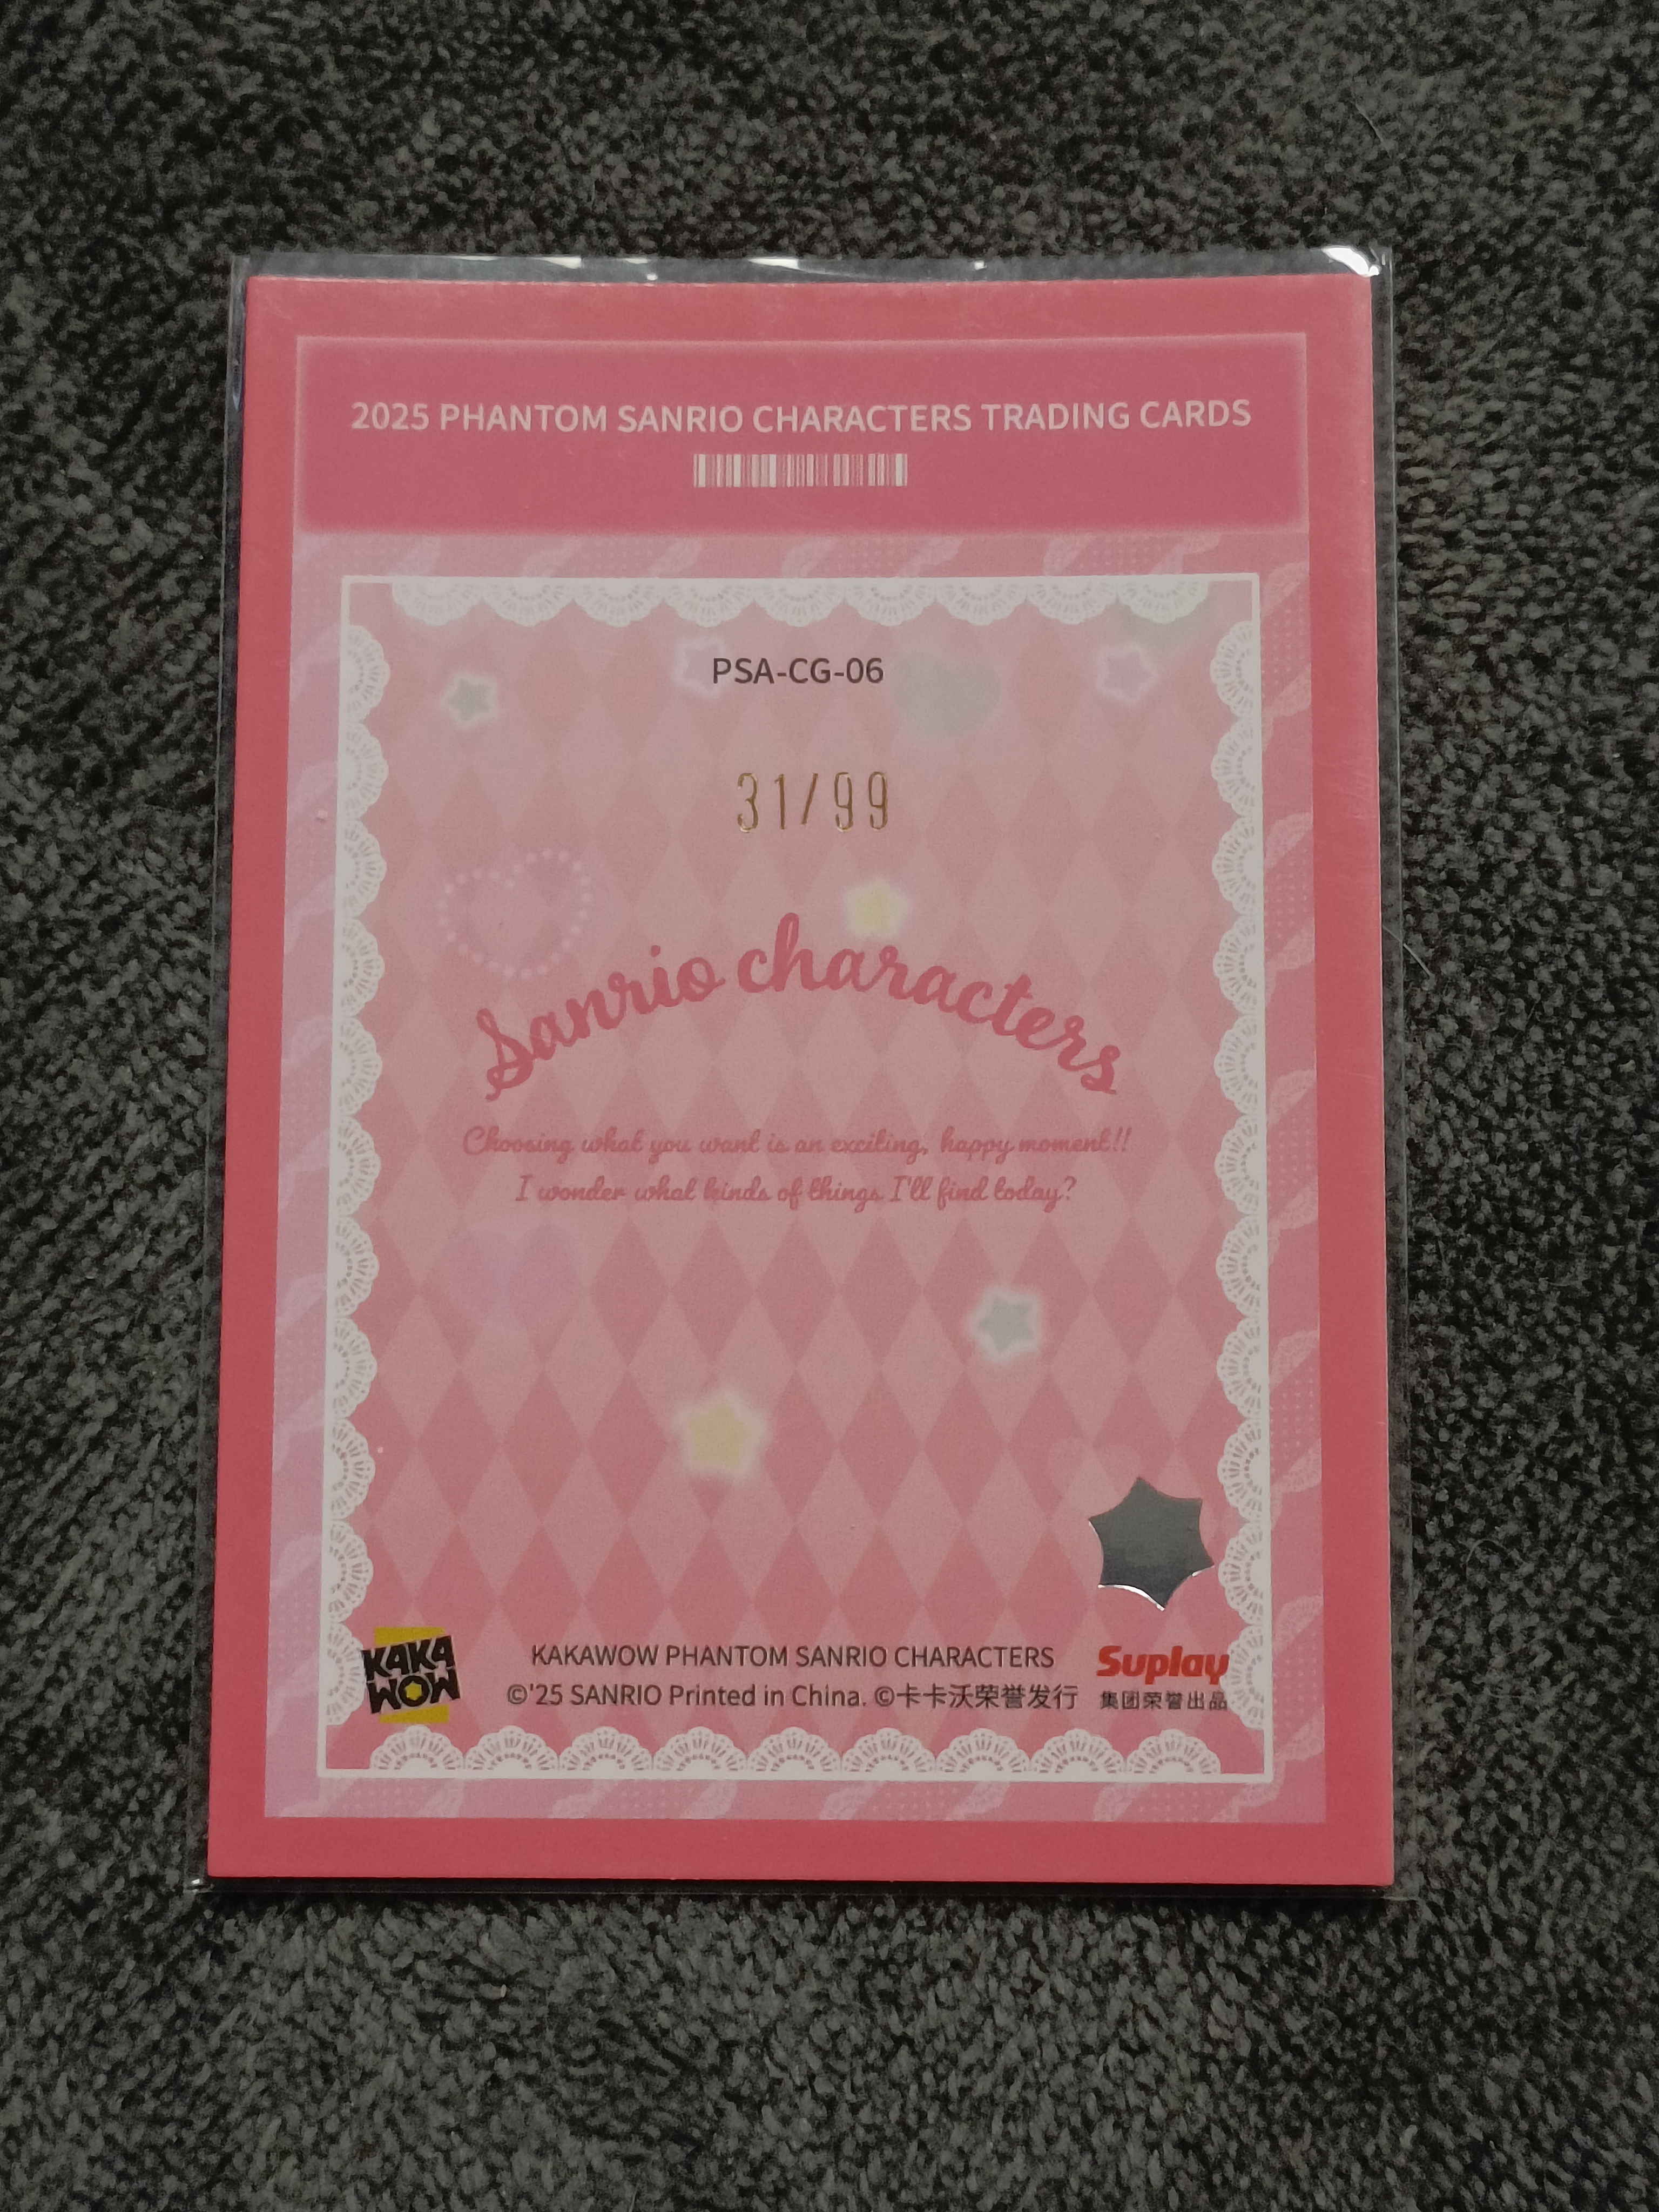 2025 PHANTOM SANRIO CHARACTERS TRADING CARDS
PSA-CG-06
31/99
Sanrio characters
Choosing what you want is an exciting, happy moment!!
I wonder what kinds of things I'll find today?
KAKA
WOW
KAKAWOW PHANTOM SANRIO CHARACTERS
©'25 SANRIO Printed in China. ©卡卡沃荣誉发行
Suplay
集团荣誉出品